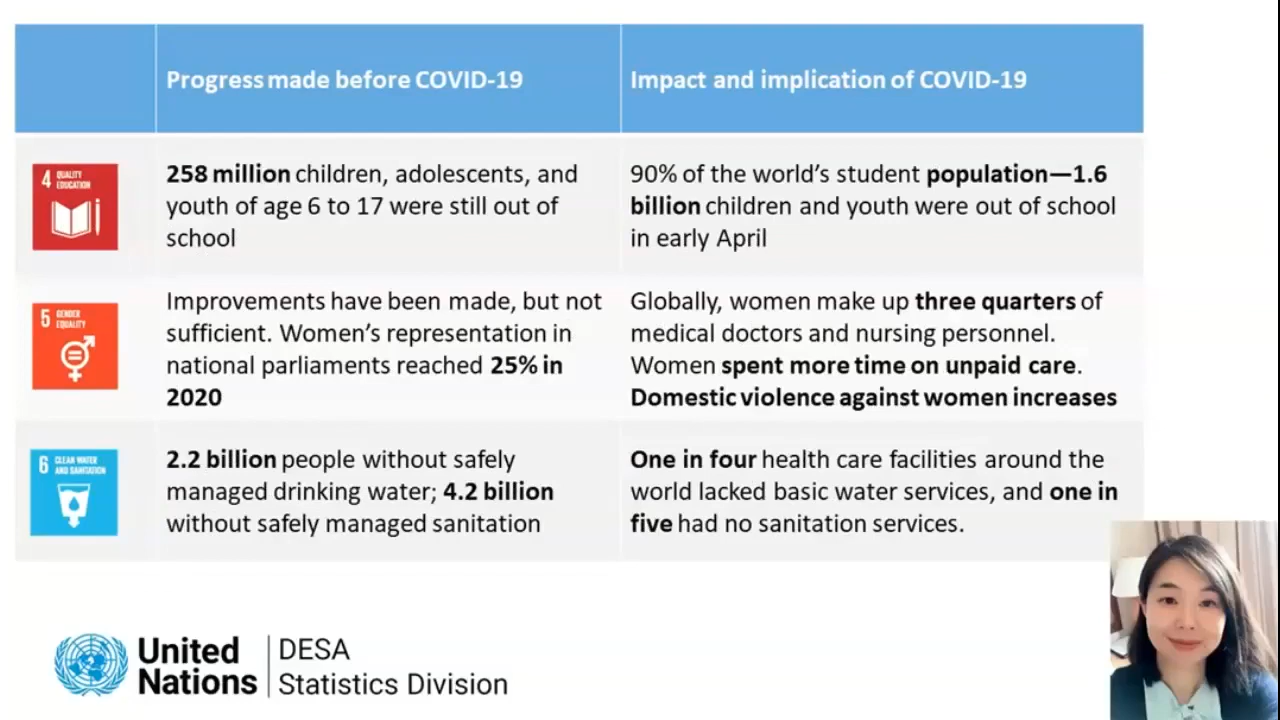 Progress made before COVID-19
Impact and implication of COVID-19
4 QUALITY
EDUCATION
258 million children, adolescents, and
youth of age 6 to 17 were still out of
school
90% of the world's student population—1.6
billion children and youth were out of school
in early April
5 GENDER
EQUALITY
Improvements have been made, but not
sufficient. Women's representation in
national parliaments reached 25% in
2020
Globally, women make up three quarters of
medical doctors and nursing personnel.
Women spent more time on unpaid care.
Domestic violence against women increases
6 CLEAN WATER
AND SANITATION
2.2 billion people without safely
managed drinking water; 4.2 billion
without safely managed sanitation
One in four health care facilities around the
world lacked basic water services, and one in
five had no sanitation services.
United
Nations
DESA
Statistics Division